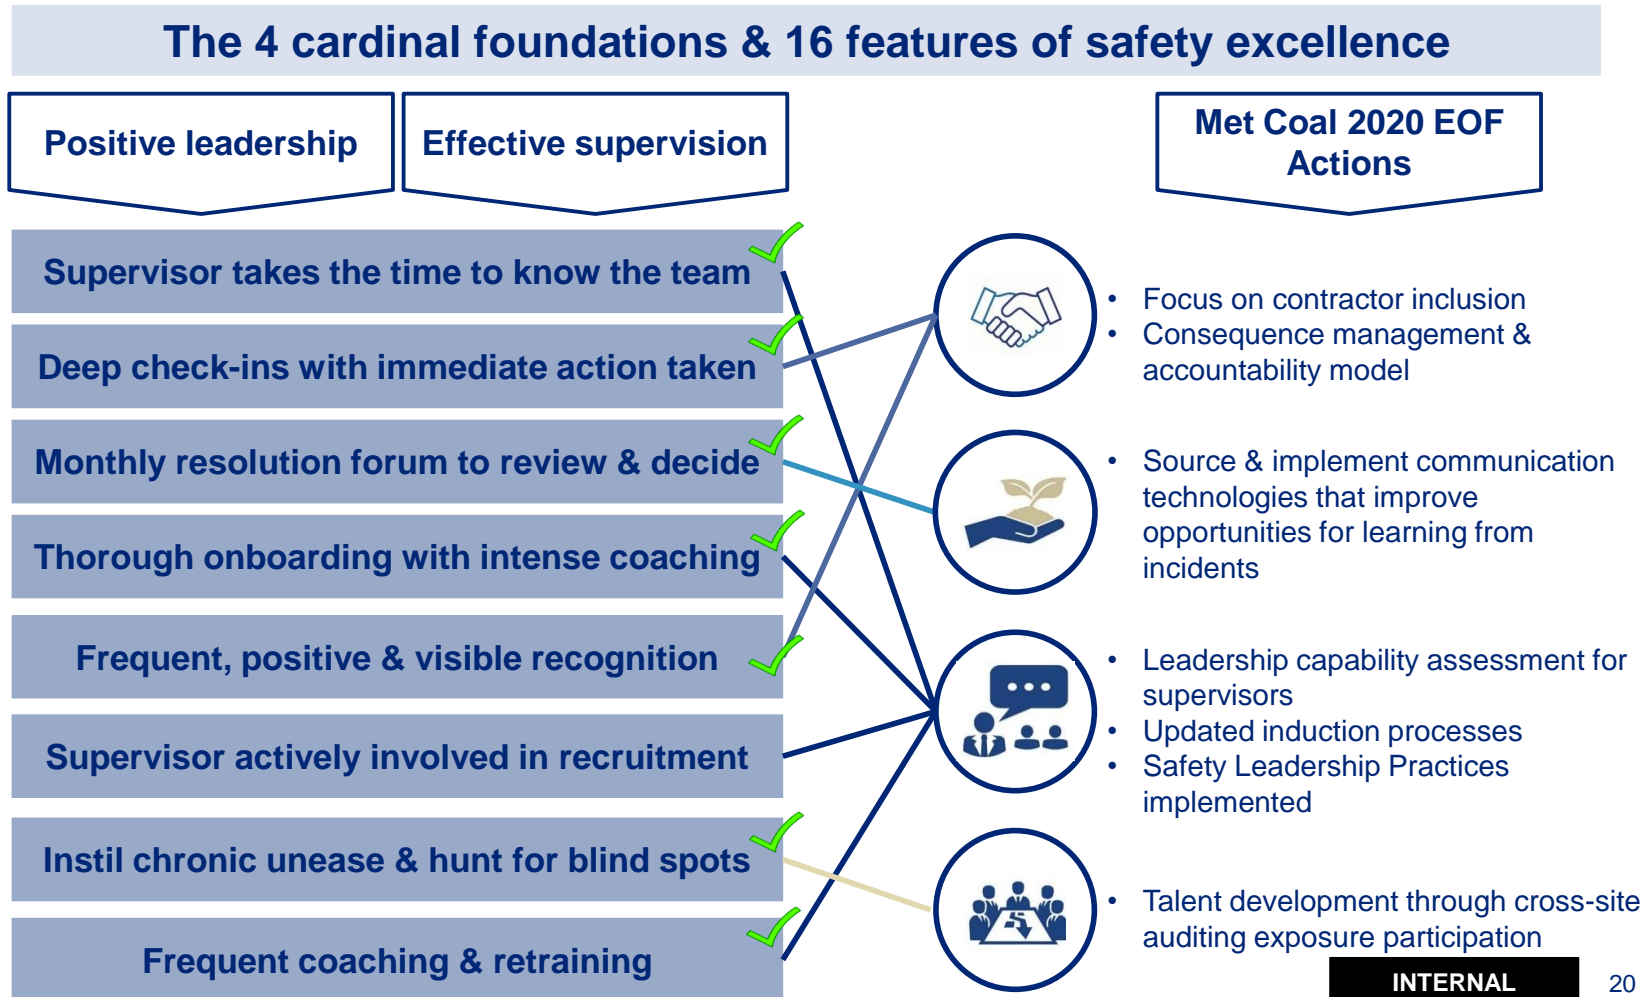 The 4 cardinal foundations & 16 features of safety excellence
Positive leadership
Effective supervision
Met Coal 2020 EOF
Actions
Supervisor takes the time to know the team
Deep check-ins with immediate action taken
Monthly resolution forum to review & decide
Thorough onboarding with intense coaching
Frequent, positive & visible recognition
Supervisor actively involved in recruitment
Instil chronic unease & hunt for blind spots
Frequent coaching & retraining
• Focus on contractor inclusion
• Consequence management &
accountability model
• Source & implement communication
technologies that improve
opportunities for learning from
incidents
• Leadership capability assessment for
supervisors
• Updated induction processes
• Safety Leadership Practices
implemented
• Talent development through cross-site
auditing exposure participation
INTERNAL
20